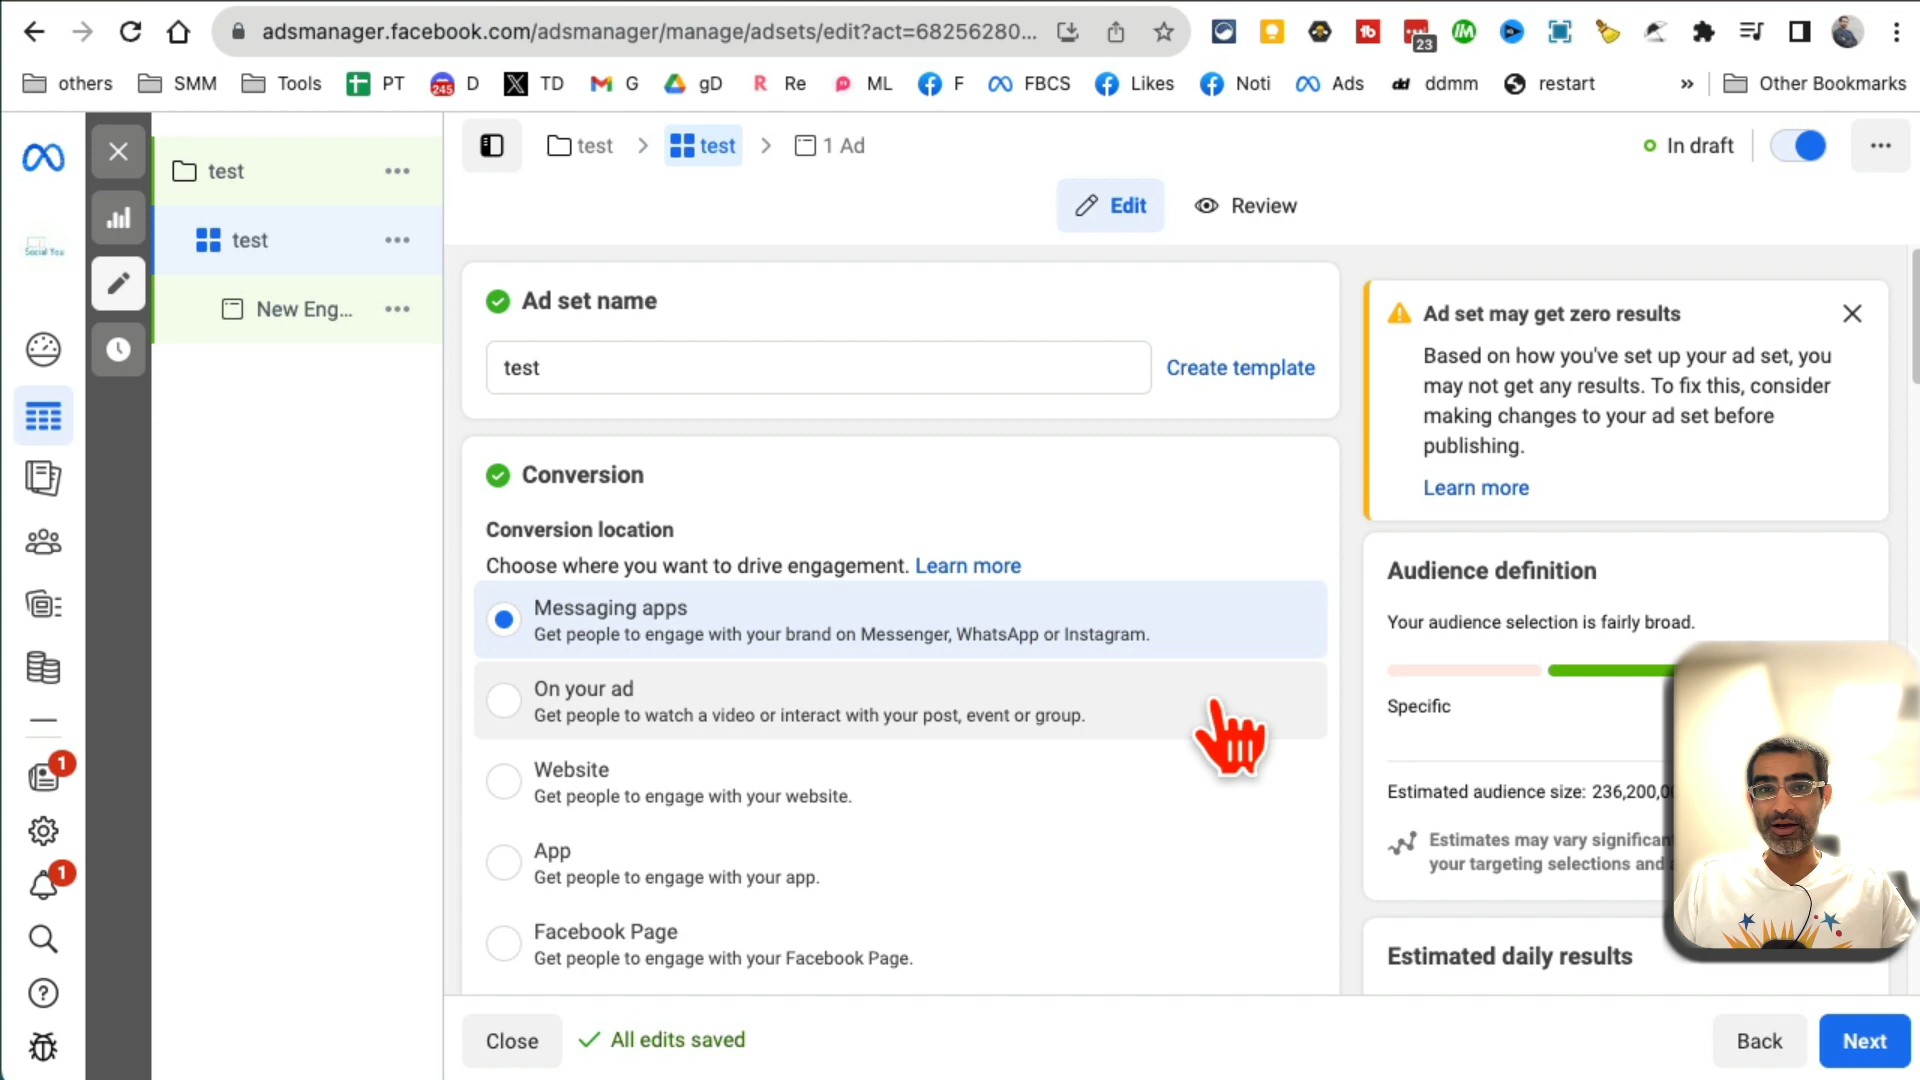 adsmanager.facebook.com/adsmanager/manage/adsets/edit?act=68256280...
23
others
SMM
Tools
PT
245
D
TD
G
gD
R
Re
ML
F
FBCS
Likes
Noti
Ads
dd
ddmm
restart
»
Other Bookmarks
test
test
New Eng...
test
test
1 Ad
In draft
Edit
Review
Social You
Ad set name
test
Create template
Conversion
Conversion location
Choose where you want to drive engagement. Learn more
Messaging apps
Get people to engage with your brand on Messenger, WhatsApp or Instagram.
On your ad
Get people to watch a video or interact with your post, event or group.
Website
Get people to engage with your website.
App
Get people to engage with your app.
Facebook Page
Get people to engage with your Facebook Page.
Ad set may get zero results
Based on how you've set up your ad set, you
may not get any results. To fix this, consider
making changes to your ad set before
publishing.
Learn more
Audience definition
Your audience selection is fairly broad.
Specific
Estimated audience size: 236,200,0
Estimates may vary significan
your targeting selections and
Estimated daily results
1
1
Close
All edits saved
Back
Next